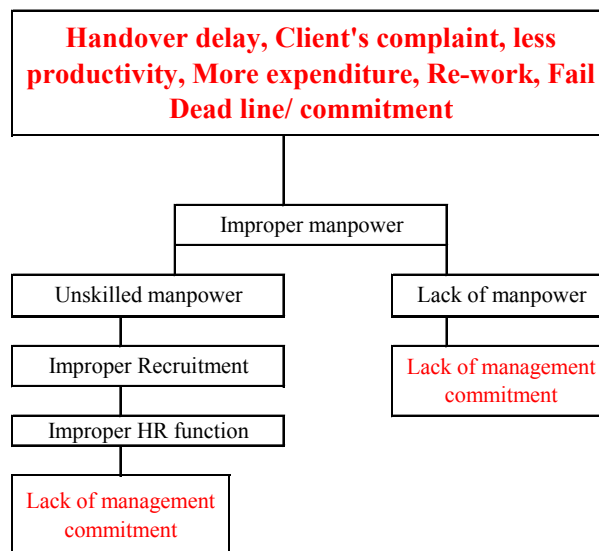 Handover delay, Client's complaint, less
productivity, More expenditure, Re-work, Fail
Dead line/ commitment
Improper manpower
Unskilled manpower
Lack of manpower
Improper Recruitment
Lack of management
commitment
Improper HR function
Lack of management
commitment